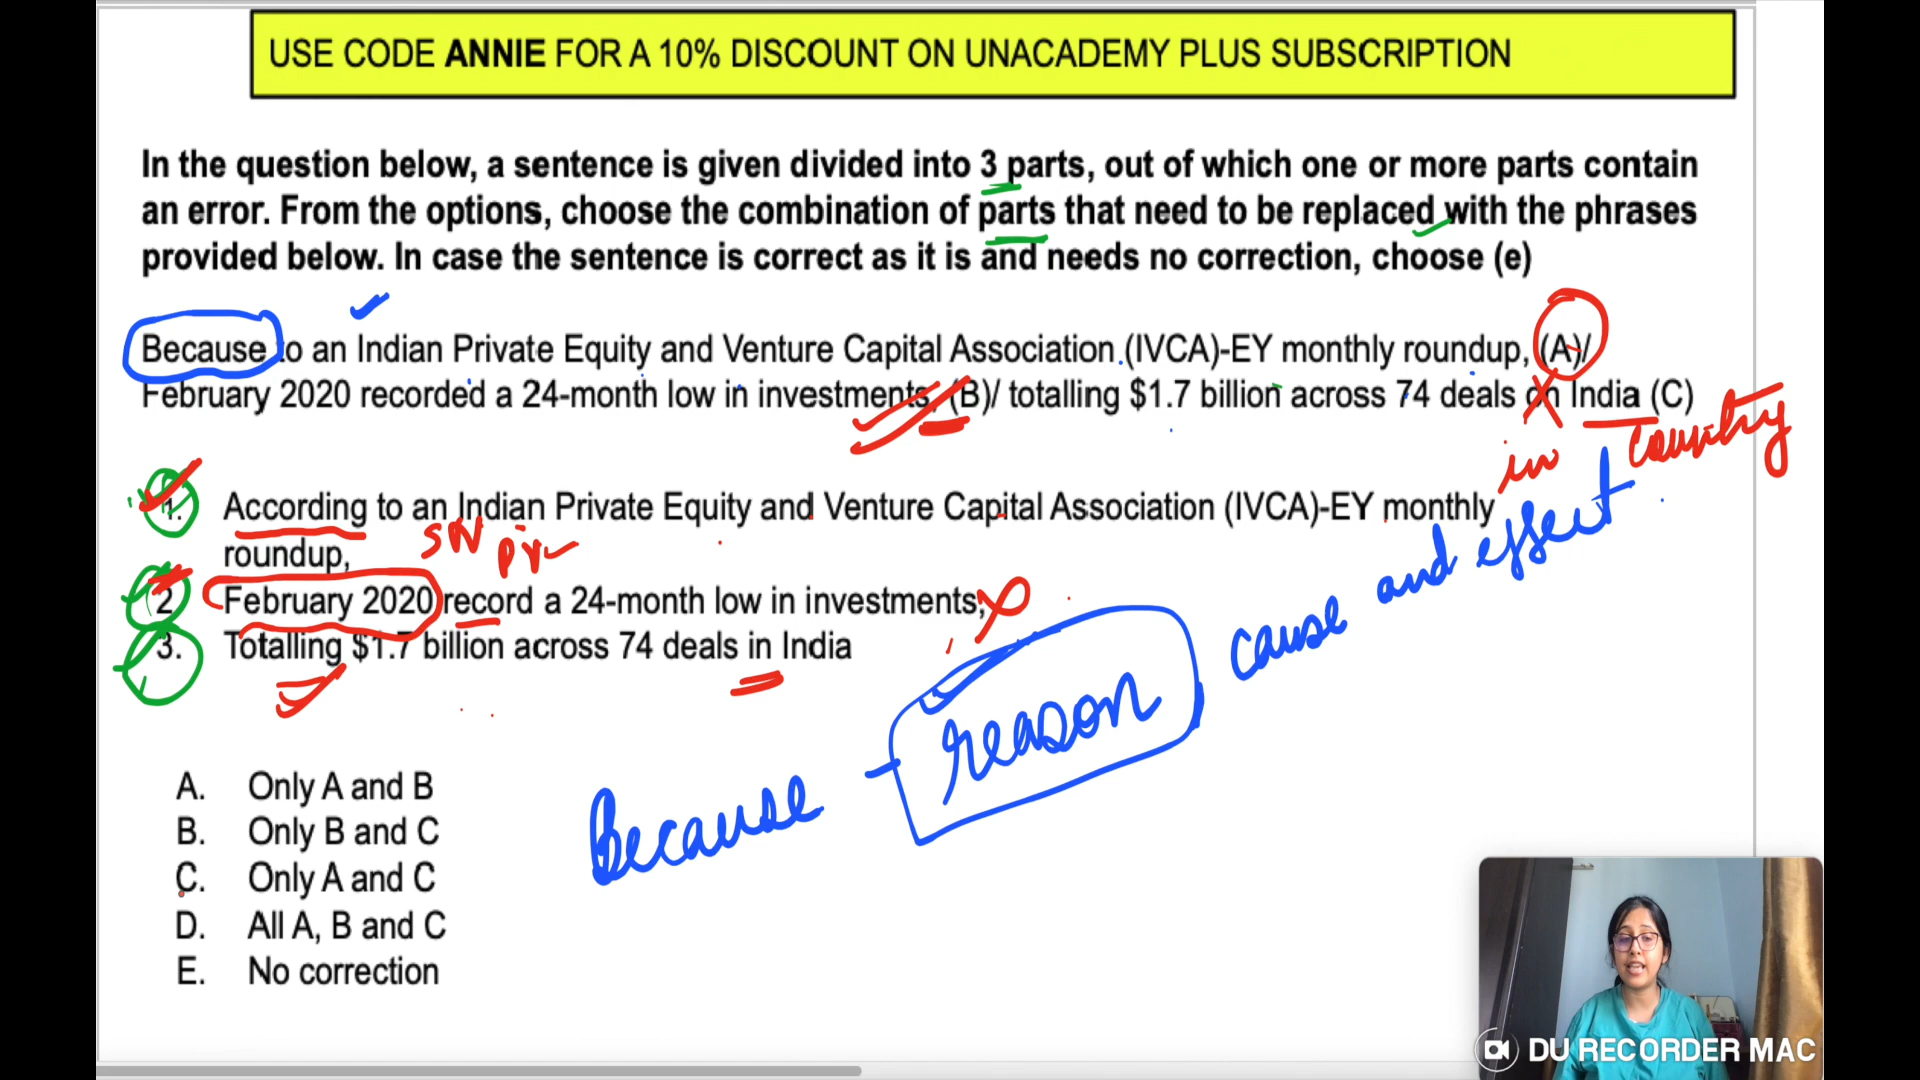 USE CODE ANNIE FOR A 10% DISCOUNT ON UNACADEMY PLUS SUBSCRIPTION
In the question below, a sentence is given divided into 3 parts, out of which one or more parts contain
an error. From the options, choose the combination of parts that need to be replaced with the phrases
provided below. In case the sentence is correct as it is and needs no correction, choose (e)
Because to an Indian Private Equity and Venture Capital Association (IVCA)-EY monthly roundup, (A)/
February 2020 recorded a 24-month low in investments, (B)/ totalling $1.7 billion across 74 deals on India (C)
in country
1. According to an Indian Private Equity and Venture Capital Association (IVCA)-EY monthly
roundup,
SN PV
2. February 2020 record a 24-month low in investments,
3. Totalling $1.7 billion across 74 deals in India
Because - reason cause and effect
A. Only A and B
B. Only B and C
C. Only A and C
D. All A, B and C
E. No correction
DU RECORDER MAC